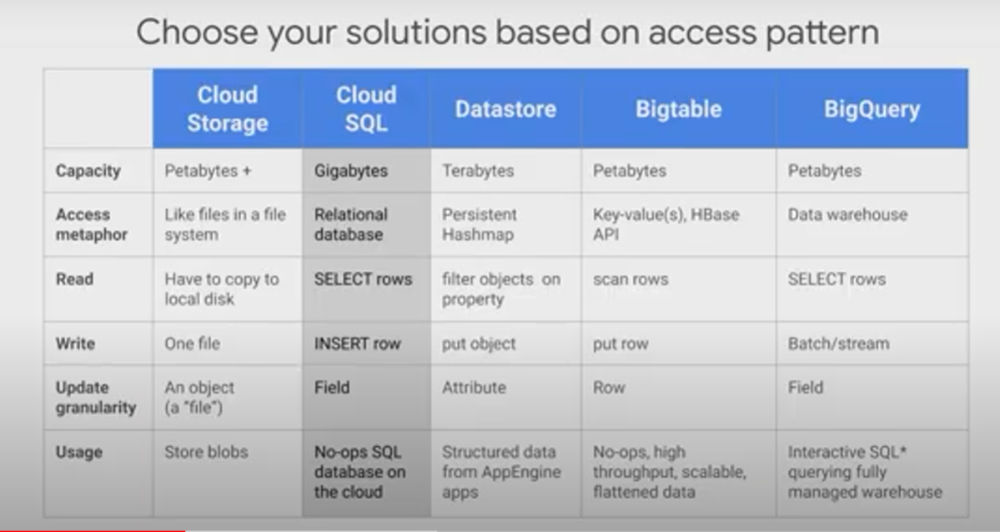 Choose your solutions based on access pattern
Cloud Storage
Cloud SQL
Datastore
Bigtable
BigQuery
Capacity
Petabytes +
Gigabytes
Terabytes
Petabytes
Petabytes
Access
metaphor
Like files in a file
system
Relational
database
Persistent
Hashmap
Key-value(s), HBase
API
Data warehouse
Read
Have to copy to
local disk
SELECT rows
filter objects on
property
scan rows
SELECT rows
Write
One file
INSERT row
put object
put row
Batch/stream
Update
granularity
An object
(a "file")
Field
Attribute
Row
Field
Usage
Store blobs
No-ops SQL
database on
the cloud
Structured data
from AppEngine
apps
No-ops, high
throughput, scalable,
flattened data
Interactive SQL*
querying fully
managed warehouse